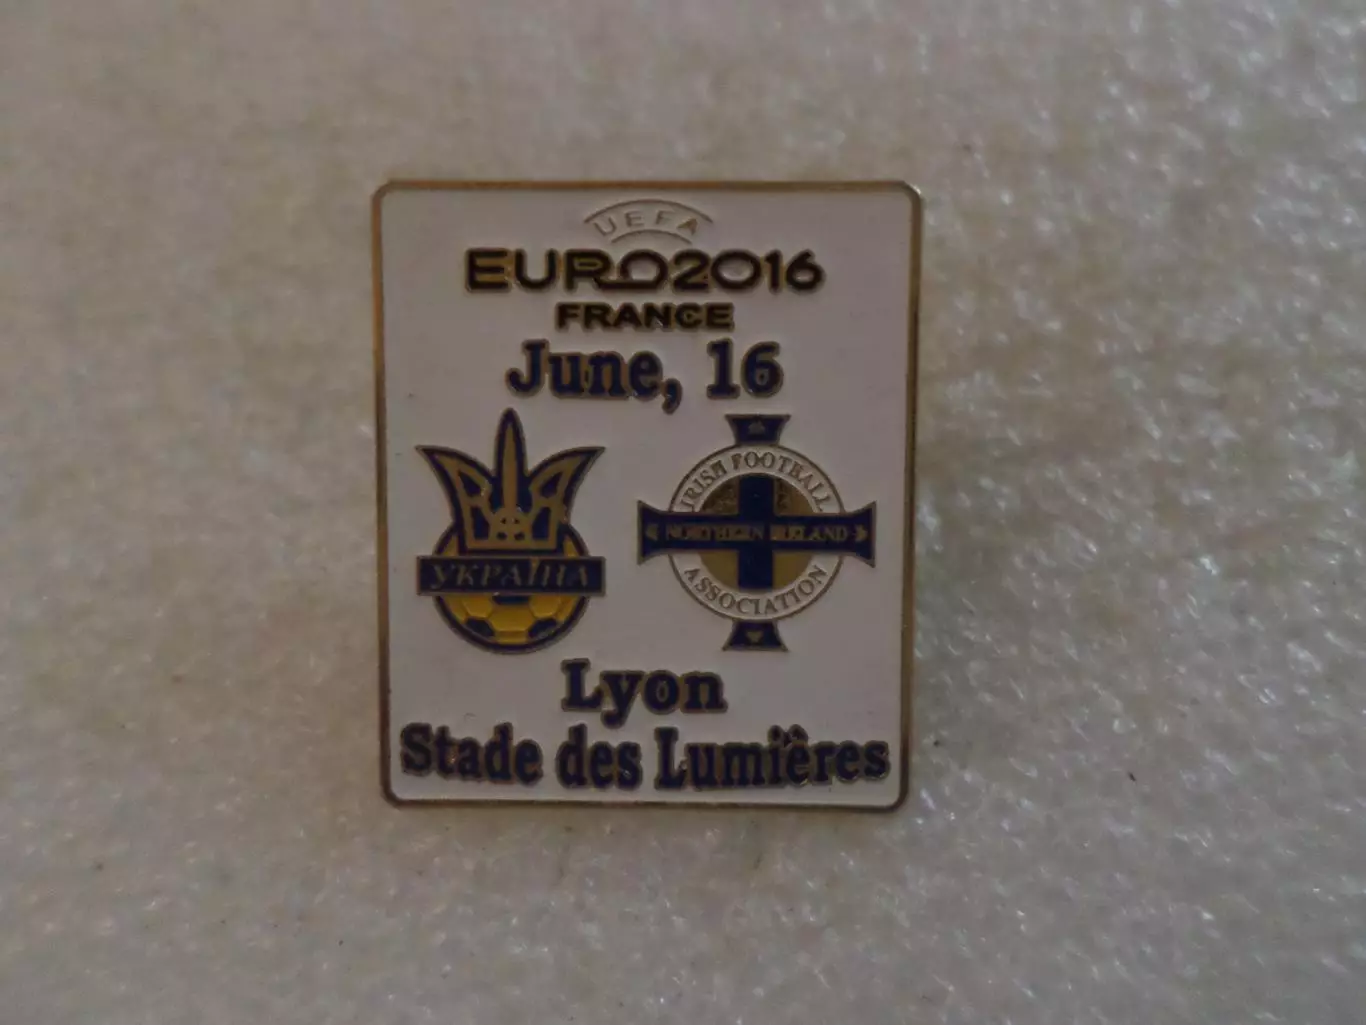 UEFA
EURO2016
FRANCE
June, 16
УКРАЇНА
IRISH FOOTBALL
NORTHERN IRELAND
ASSOCIATION
Lyon
Stade des Lumières